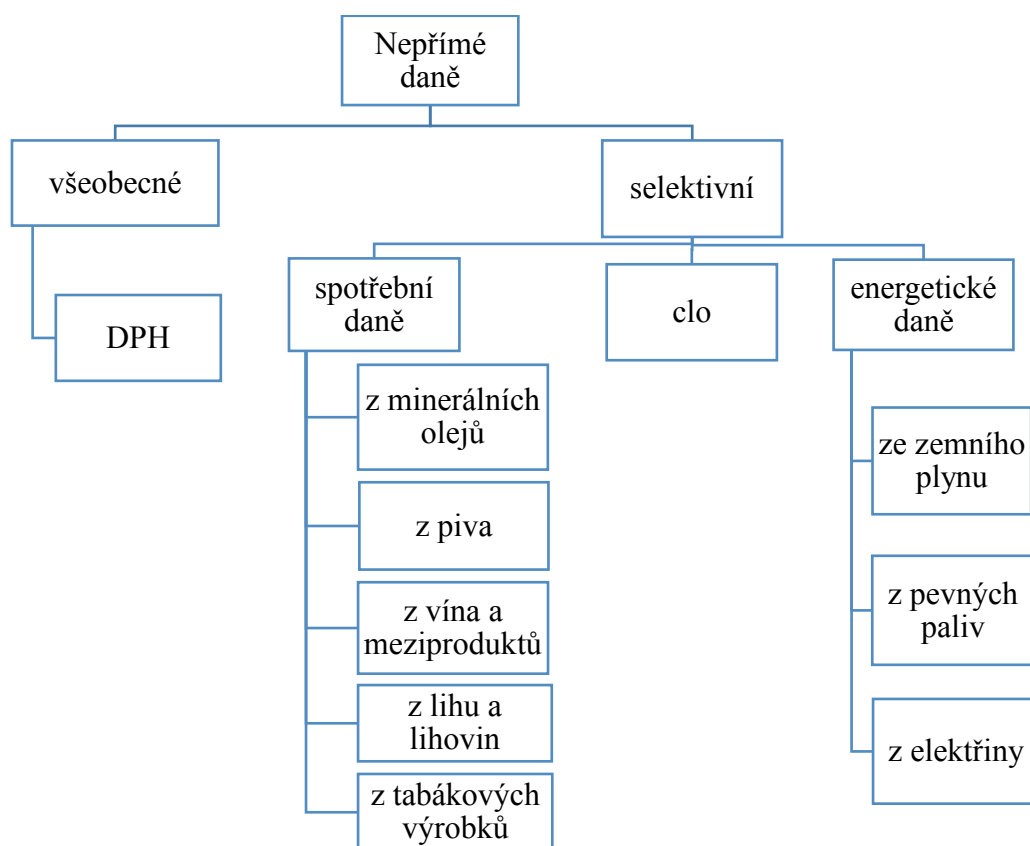 Nepřímé
daně
všeobecné
selektivní
DPH
spotřební
daně
clo
energetické
daně
z minerálních
olejů
z piva
z vína a
meziproduktů
z lihu a
lihovin
z tabákových
výrobků
ze zemního
plynu
z pevných
paliv
z elektřiny